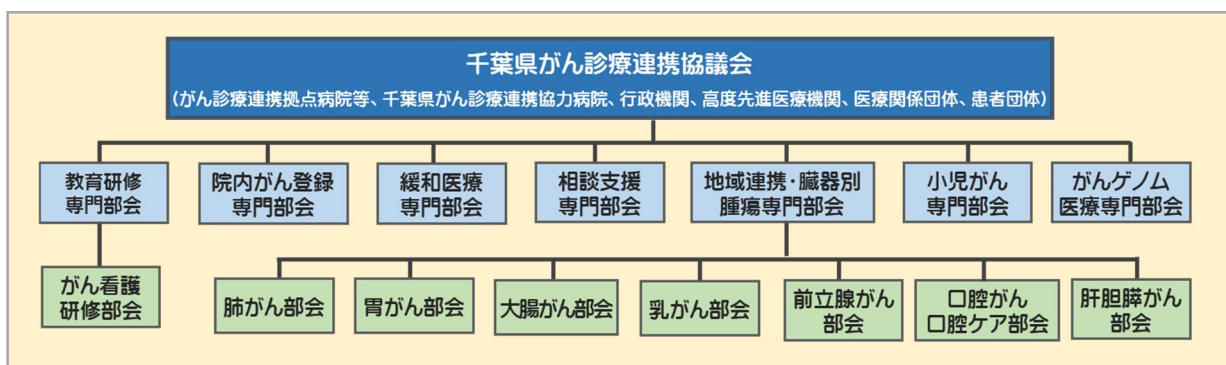 千葉県がん診療連携協議会
(がん診療連携拠点病院等、千葉県がん診療連携協力病院、行政機関、高度先進医療機関、医療関係団体、患者団体)
教育研修
専門部会
院内がん登録
専門部会
緩和医療
専門部会
相談支援
専門部会
地域連携・臓器別
腫瘍専門部会
小児がん
専門部会
がんゲノム
医療専門部会
がん看護
研修部会
肺がん部会
胃がん部会
大腸がん部会
乳がん部会
前立腺がん
部会
口腔がん
口腔ケア部会
肝胆膵がん
部会